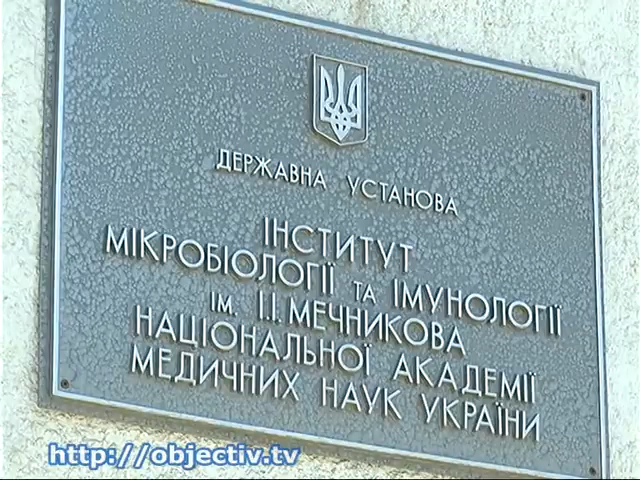 ДЕРЖАВНА УСТАНОВА
ІНСТИТУТ
МІКРОБІОЛОГІЇ ТА ІМУНОЛОГІЇ
ІМ. І.І. МЕЧНИКОВА
НАЦІОНАЛЬНОЇ АКАДЕМІЇ
МЕДИЧНИХ НАУК УКРАЇНИ
http://objectiv.tv